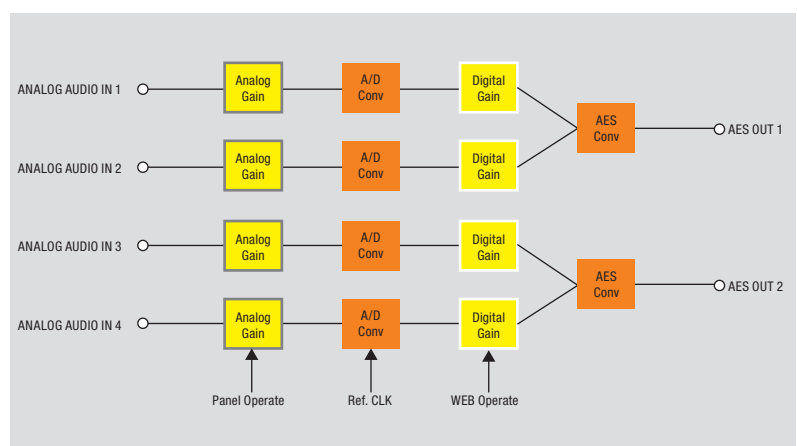 ANALOG AUDIO IN 1
Analog
Gain
A/D
Conv
Digital
Gain
AES
Conv
AES OUT 1
ANALOG AUDIO IN 2
Analog
Gain
A/D
Conv
Digital
Gain
ANALOG AUDIO IN 3
Analog
Gain
A/D
Conv
Digital
Gain
AES
Conv
AES OUT 2
ANALOG AUDIO IN 4
Analog
Gain
A/D
Conv
Digital
Gain
Panel Operate
Ref. CLK
WEB Operate